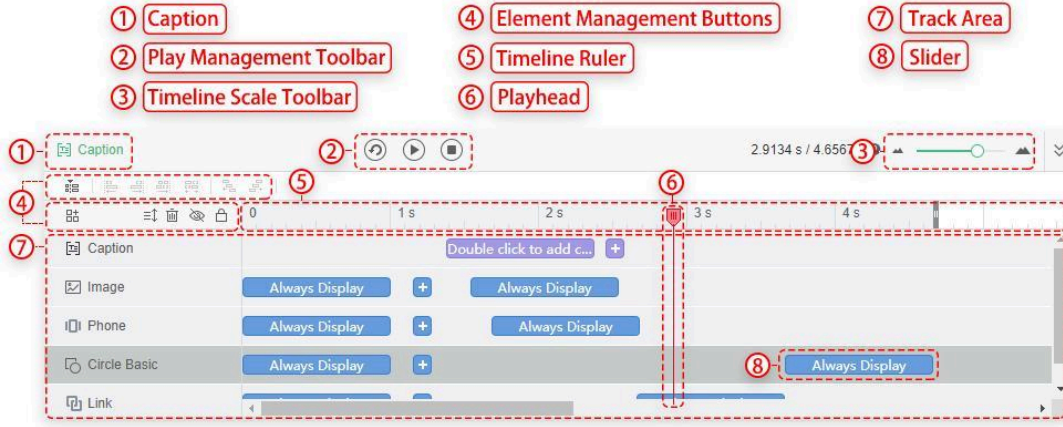 ① Caption
② Play Management Toolbar
③ Timeline Scale Toolbar
④ Element Management Buttons
⑤ Timeline Ruler
⑥ Playhead
⑦ Track Area
⑧ Slider
① Caption
②
2.9134 s / 4.6567
③
④
⑤
⑥
0 1 s 2 s 3 s 4 s
⑦
Caption Double click to add c... +
Image Always Display + Always Display
Phone Always Display + Always Display
Circle Basic Always Display + ⑧ Always Display
Link